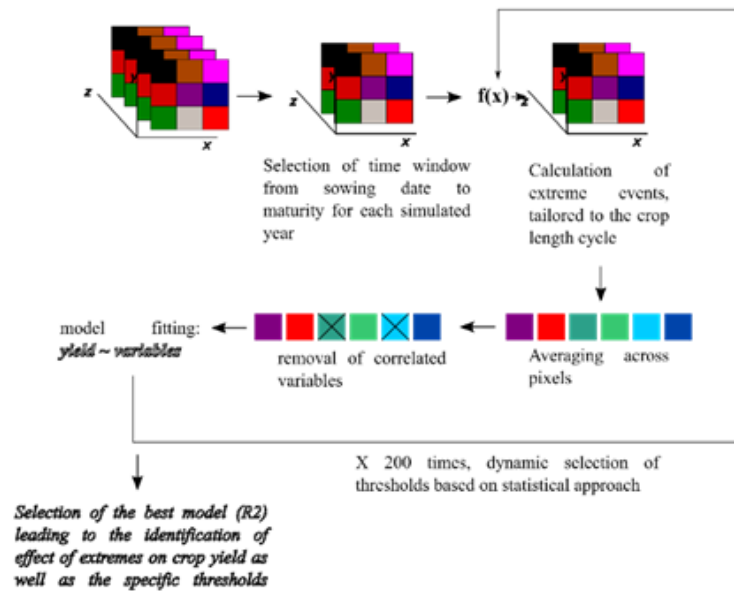 z
y
x
z
y
x
f(x)
z
y
x
Selection of time window
from sowing date to
maturity for each simulated
year
Calculation of
extreme events,
tailored to the crop
length cycle
model fitting:
yield ~ variables
removal of correlated
variables
Averaging across
pixels
X 200 times, dynamic selection of
thresholds based on statistical approach
Selection of the best model (R2)
leading to the identification of
effect of extremes on crop yield as
well as the specific thresholds